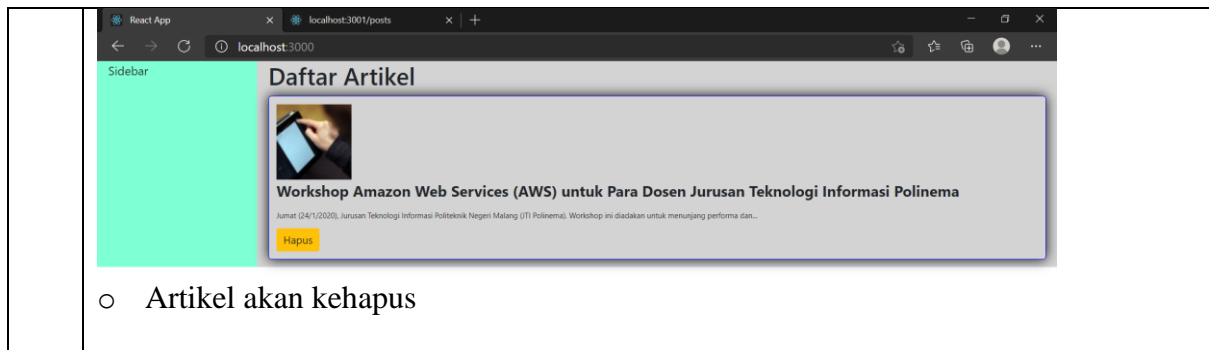 React App
localhost:3001/posts
localhost:3000
Sidebar
Daftar Artikel
Workshop Amazon Web Services (AWS) untuk Para Dosen Jurusan Teknologi Informasi Polinema
Jumat (24/1/2020), Jurusan Teknologi Informasi Politeknik Negeri Malang (JTI Polinema). Workshop ini diadakan untuk menunjang performa dan...
Hapus
o Artikel akan kehapus